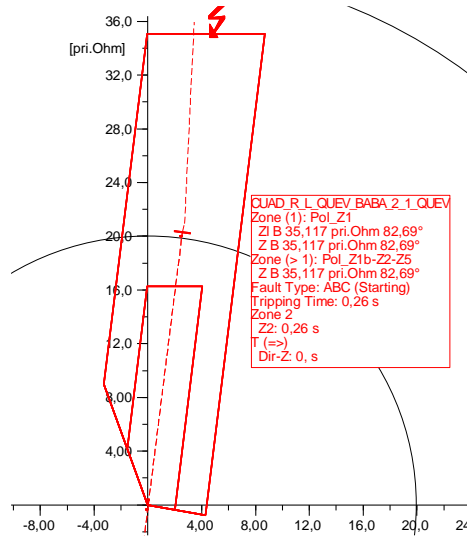 36,0
[pri.Ohm]
32,0
28,0
24,0
20,0
16,0
12,0
8,00
4,00
0,00
-8,00 -4,00 0,00 4,00 8,00 12,0 16,0 20,0 24
CUAD_R_L_QUEV_BABA_2_1_QUEV
Zone (1): Pol_Z1
ZI B 35,117 pri.Ohm 82,69°
Z B 35,117 pri.Ohm 82,69°
Zone (> 1): Pol_Z1b-Z2-Z5
Z B 35,117 pri.Ohm 82,69°
Fault Type: ABC (Starting)
Tripping Time: 0,26 s
Zone 2
Z2: 0,26 s
T (=>)
Dir-Z: 0, s